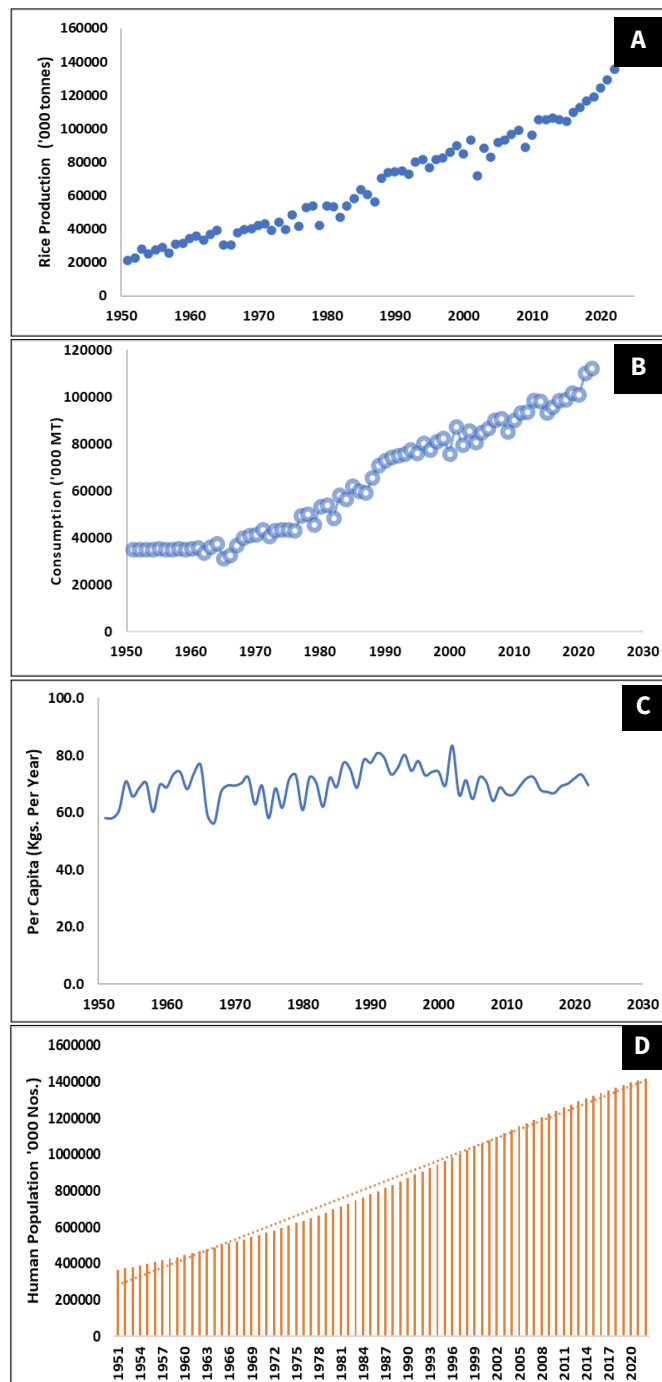 A
Rice Production ('000 tonnes)
160000
140000
120000
100000
80000
60000
40000
20000
0
1950 1960 1970 1980 1990 2000 2010 2020
B
Consumption ('000 MT)
120000
100000
80000
60000
40000
20000
0
1950 1960 1970 1980 1990 2000 2010 2020 2030
C
Per Capita (Kgs. Per Year)
100.0
80.0
60.0
40.0
20.0
0.0
1950 1960 1970 1980 1990 2000 2010 2020 2030
D
Human Population '000 Nos.)
1600000
1400000
1200000
1000000
800000
600000
400000
200000
0
1951 1954 1957 1960 1963 1966 1969 1972 1975 1978 1981 1984 1987 1990 1993 1996 1999 2002 2005 2008 2011 2014 2017 2020